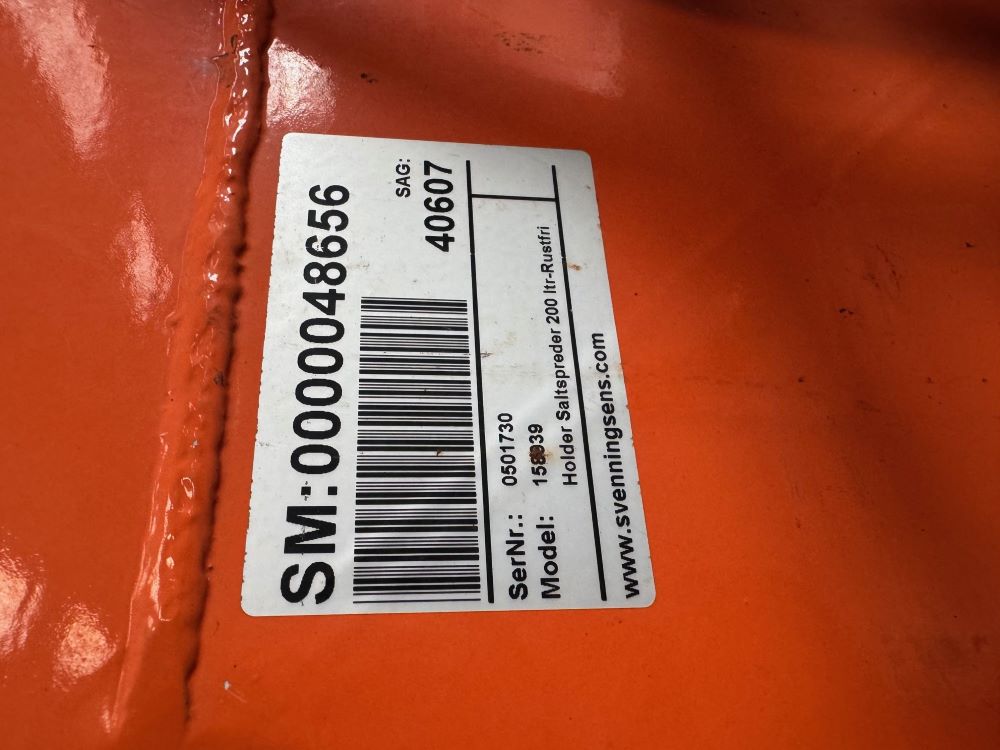 SM:0000048656
SAG:
40607
SerNr.: 0501730
Model:
Holder Saltspreder 200 ltr-Rustfri
www.svenningsens.com